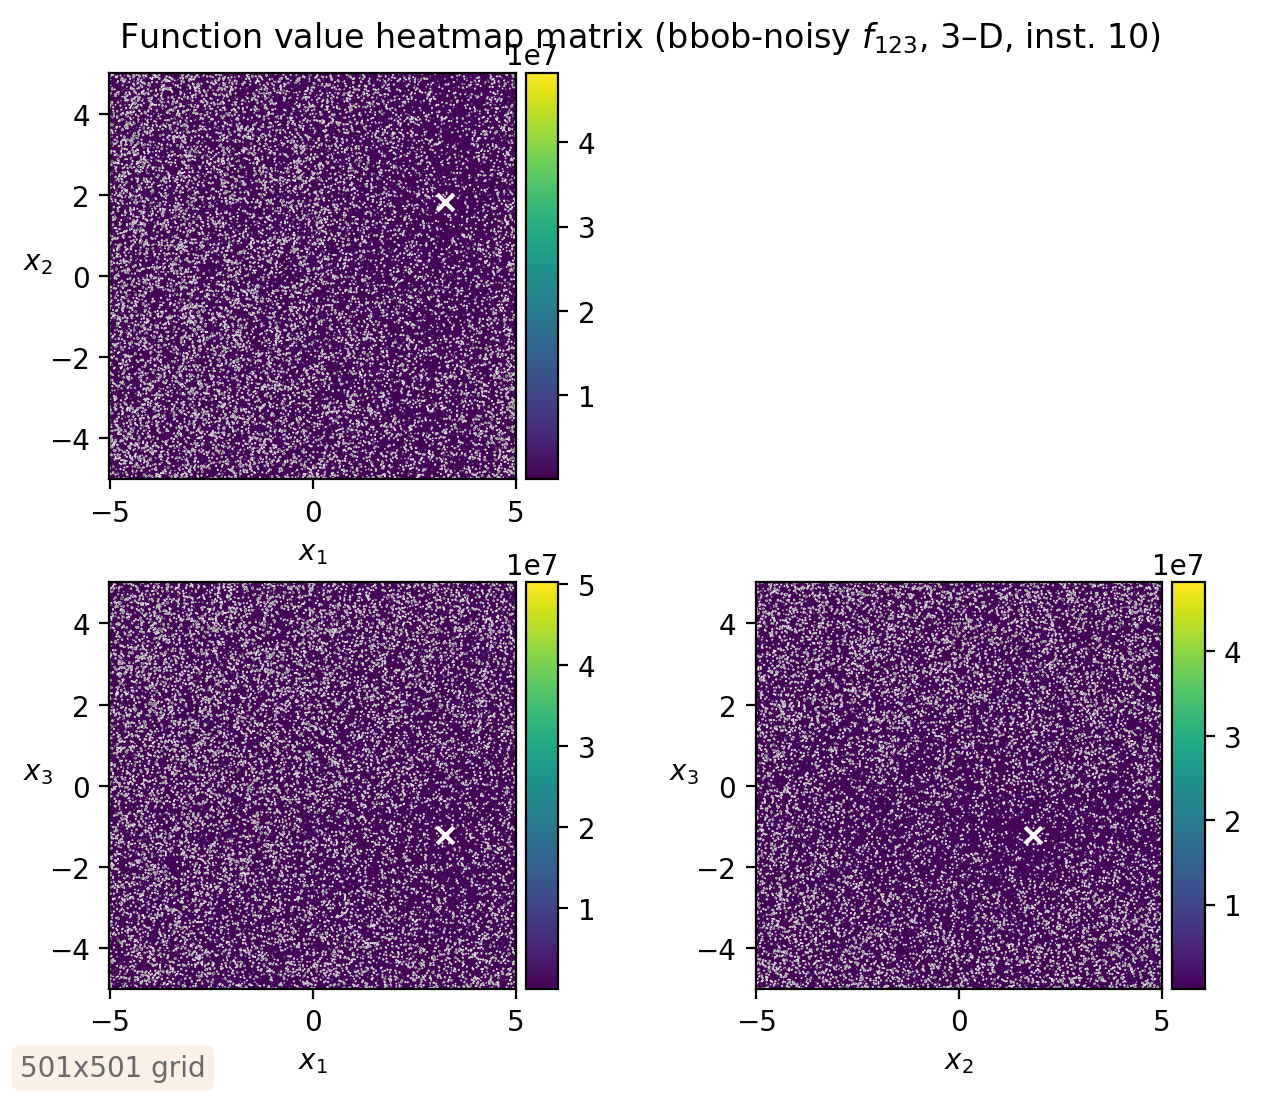 Function value heatmap matrix (bbob-noisy f₁₂₃, 3–D, inst. 10)
1e7
4
3
2
1
4
2
0
−2
−4
x₂
−5 0 5
x₁
1e7
5
4
3
2
1
4
2
0
−2
−4
x₃
−5 0 5
x₁
1e7
4
3
2
1
4
2
0
−2
−4
x₃
−5 0 5
x₂
501x501 grid